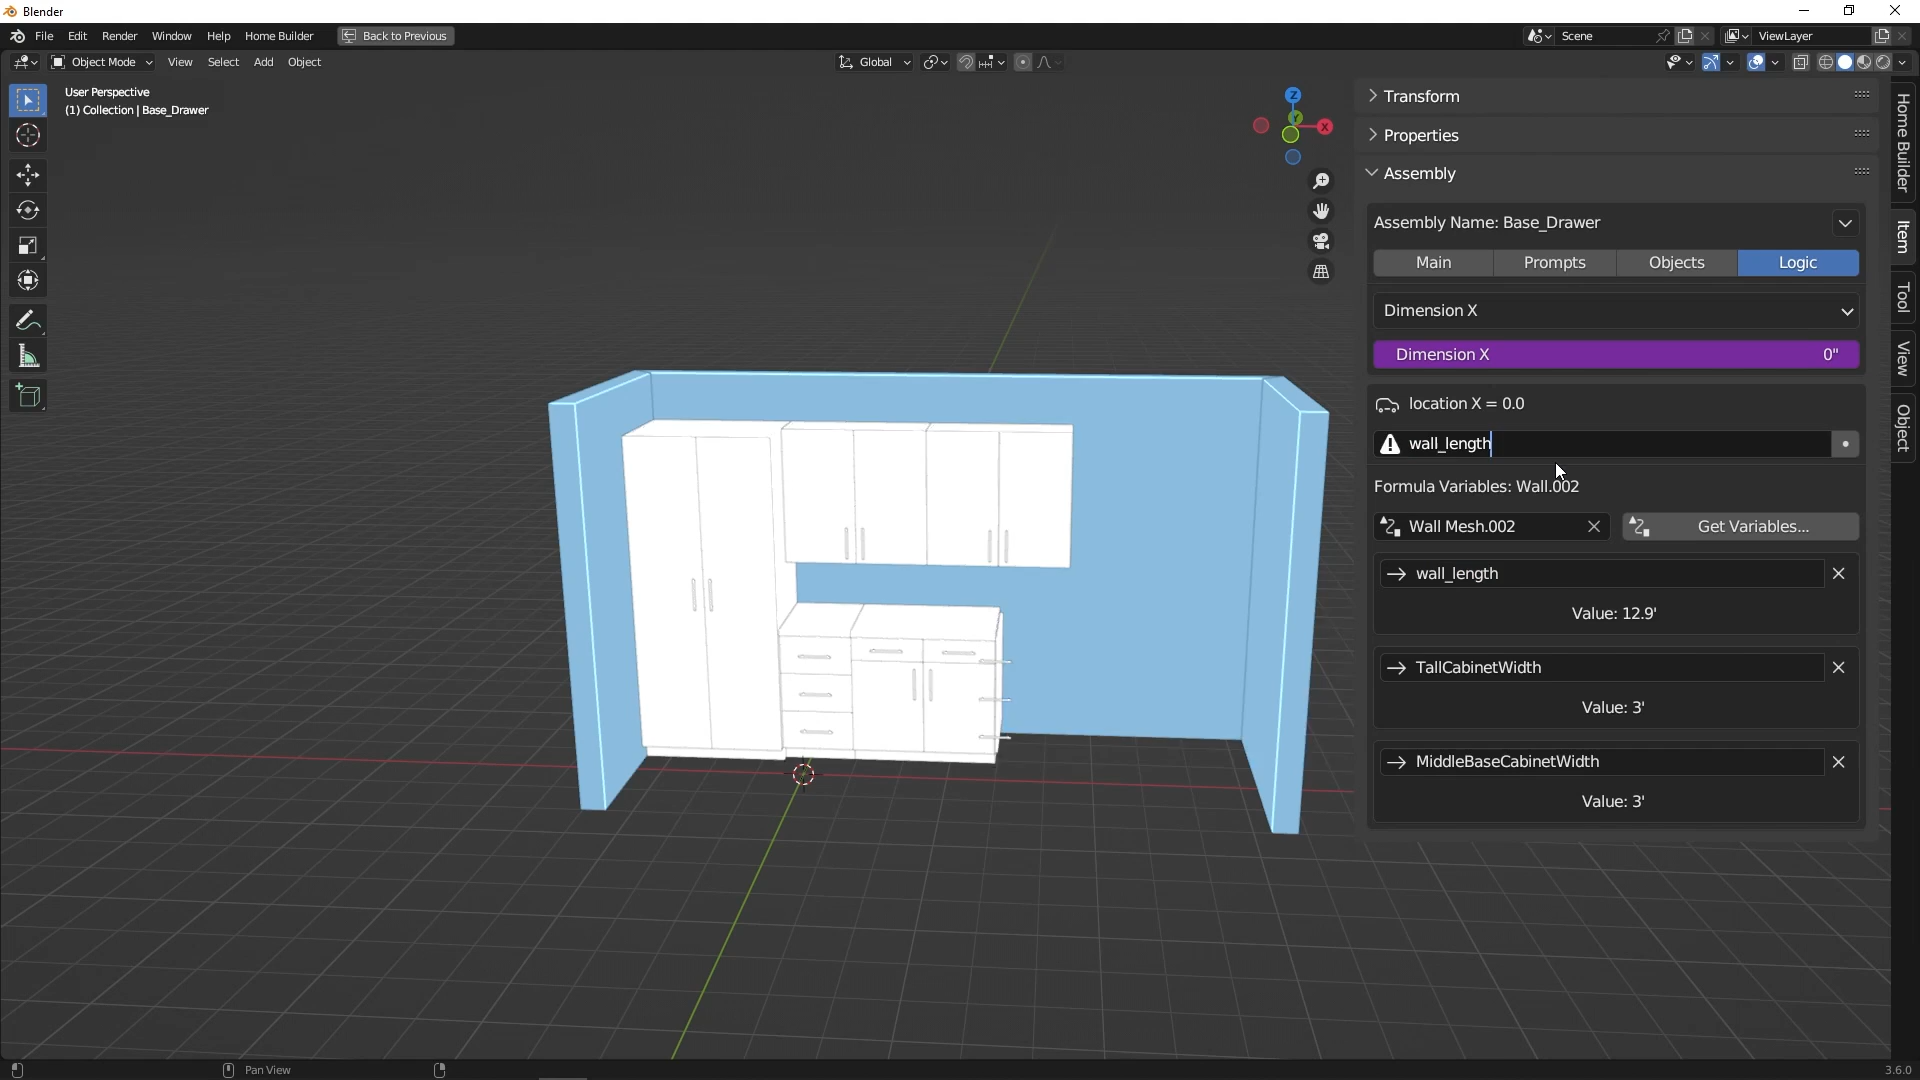 Blender
File Edit Render Window Help Home Builder Back to Previous Scene ViewLayer
Object Mode View Select Add Object Global
User Perspective
(1) Collection | Base_Drawer
Z
Y
X
Transform
Properties
Assembly
Assembly Name: Base_Drawer
Main Prompts Objects Logic
Dimension X
Dimension X 0"
location X = 0.0
wall_length
Formula Variables: Wall.002
Wall Mesh.002 Get Variables...
wall_length
Value: 12.9'
TallCabinetWidth
Value: 3'
MiddleBaseCabinetWidth
Value: 3'
Home Builder
Item
Tool
View
Object
Pan View
3.6.0